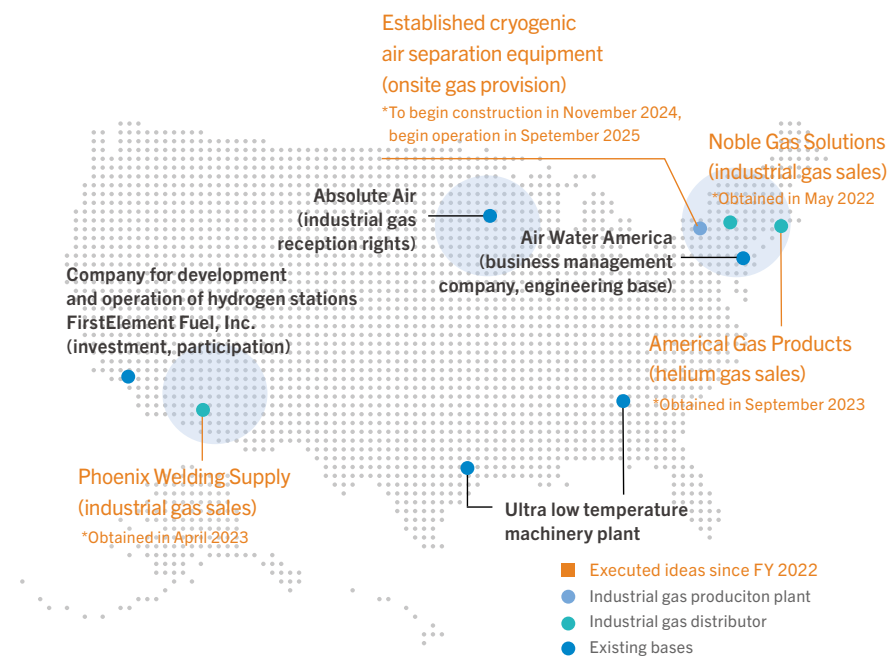 Established cryogenic
air separation equipment
(onsite gas provision)
*To begin construction in November 2024,
begin operation in Spetember 2025
Noble Gas Solutions
(industrial gas sales)
*Obtained in May 2022
Absolute Air
(industrial gas
reception rights)
Air Water America
(business management
company, engineering base)
Company for development
and operation of hydrogen stations
FirstElement Fuel, Inc.
(investment, participation)
Americal Gas Products
(helium gas sales)
*Obtained in September 2023
Phoenix Welding Supply
(industrial gas sales)
*Obtained in April 2023
Ultra low temperature
machinery plant
Executed ideas since FY 2022
Industrial gas produciton plant
Industrial gas distributor
Existing bases